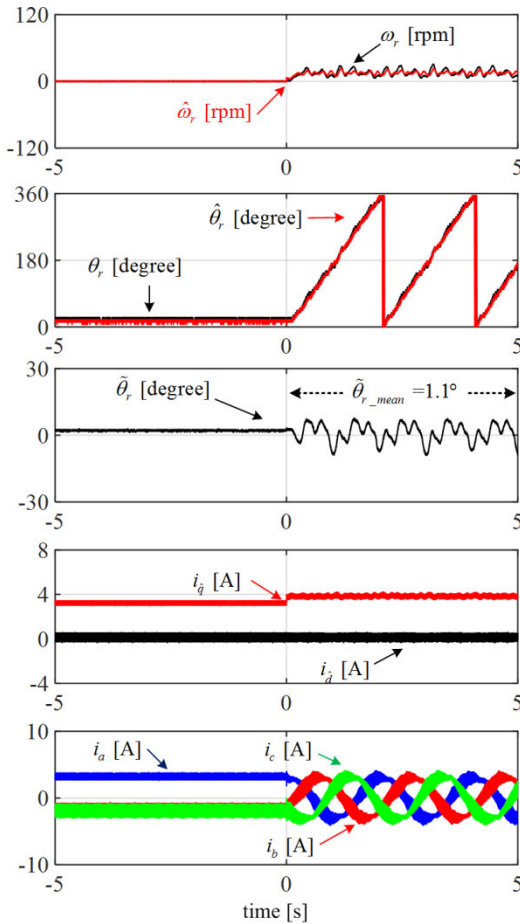 120
ω_r [rpm]
0
ω̂_r [rpm]
-120
-5 0 5
360
θ̂_r [degree]
180
θ_r [degree]
0
-5 0 5
30
θ̃_r [degree]
θ̃_{r_mean} =1.1°
0
-30
-5 0 5
8
i_q̂ [A]
4
0
i_d̂ [A]
-4
-5 0 5
10
i_a [A]
i_c [A]
0
i_b [A]
-10
-5 0 5
time [s]